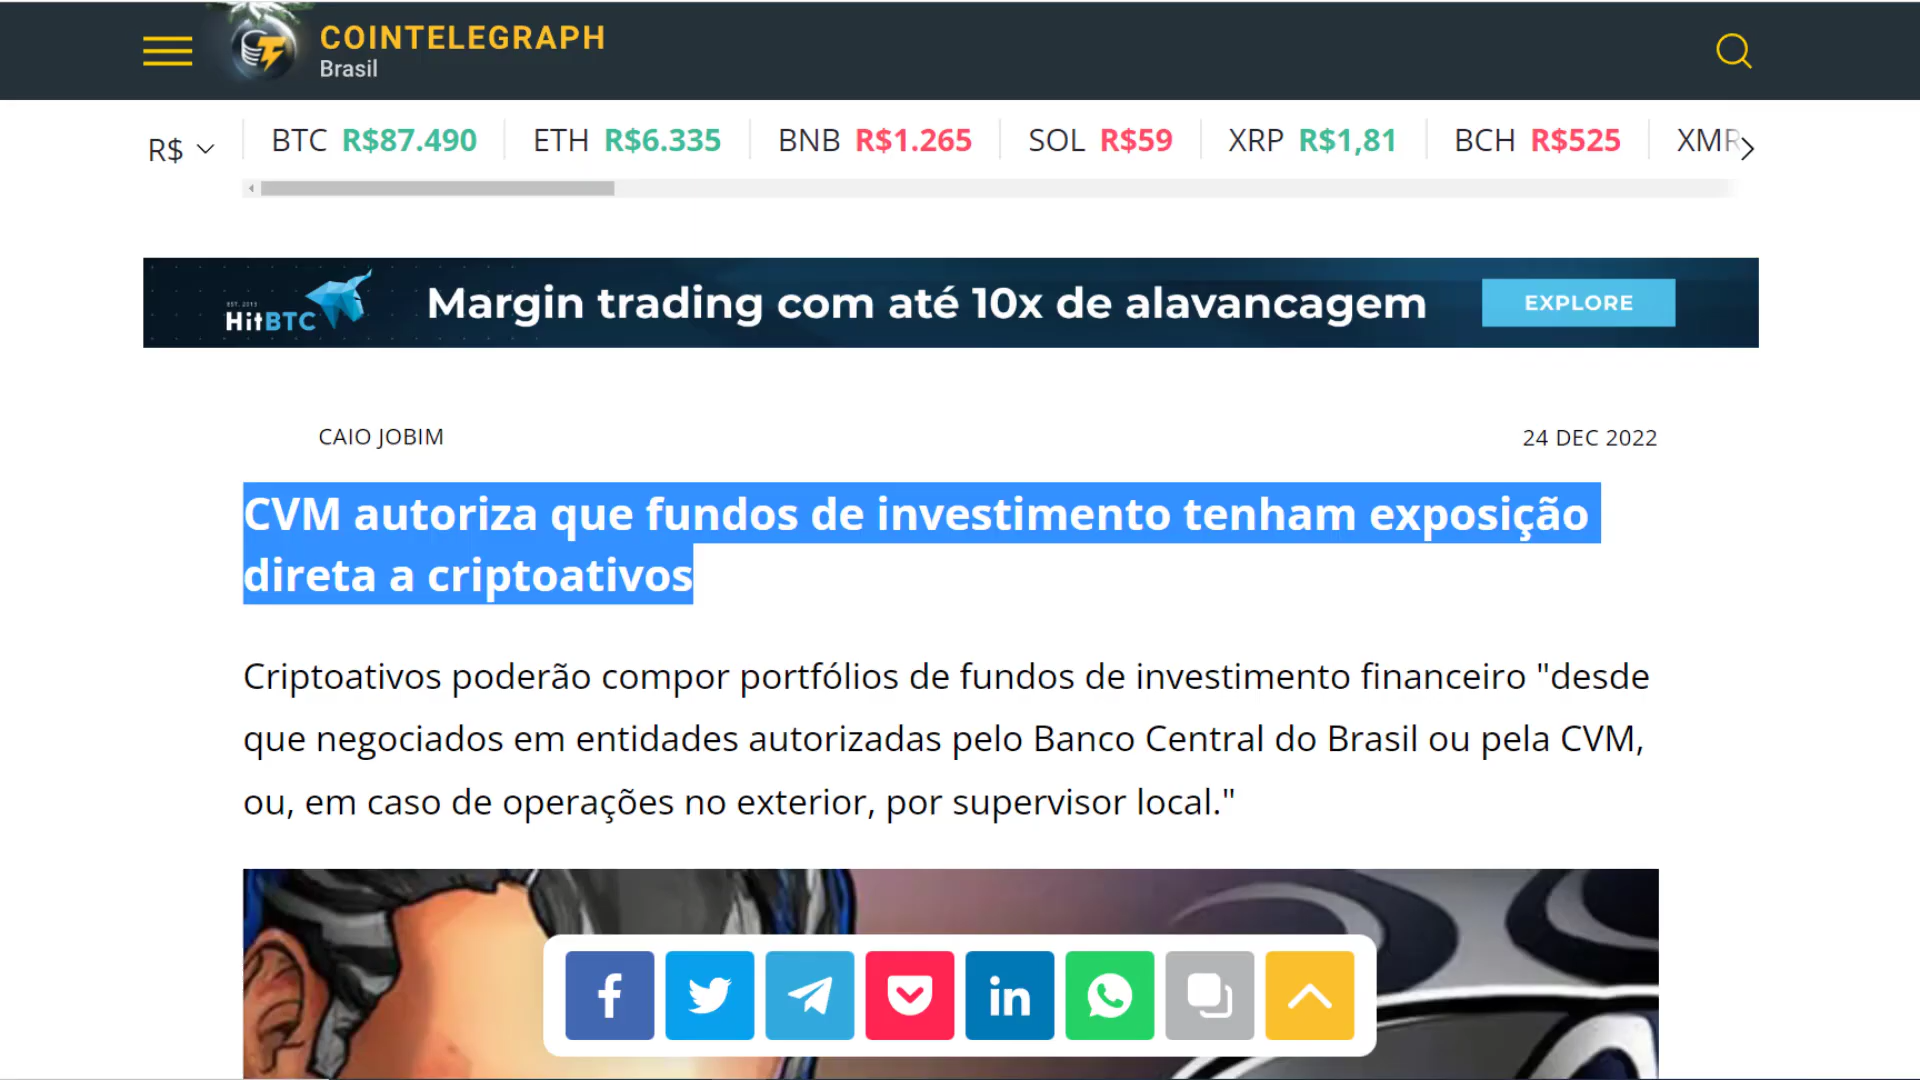 COINTELEGRAPH
Brasil
R$ BTC R$87.490 ETH R$6.335 BNB R$1.265 SOL R$59 XRP R$1,81 BCH R$525 XMR
EST. 2013
HitBTC
Margin trading com até 10x de alavancagem
EXPLORE
CAIO JOBIM
24 DEC 2022
CVM autoriza que fundos de investimento tenham exposição
direta a criptoativos
Criptoativos poderão compor portfólios de fundos de investimento financeiro "desde
que negociados em entidades autorizadas pelo Banco Central do Brasil ou pela CVM,
ou, em caso de operações no exterior, por supervisor local."